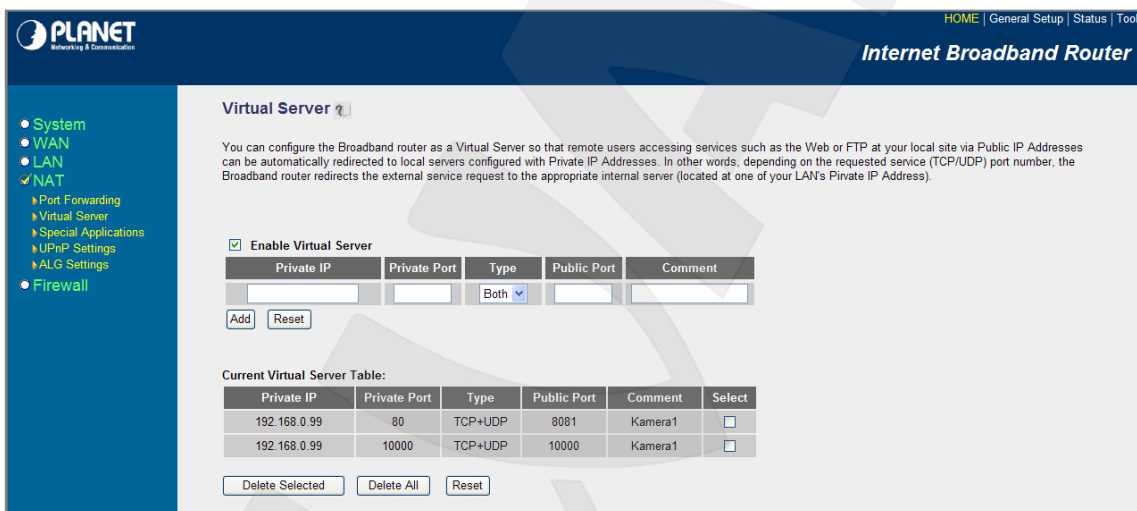 PLANET
Networking & Communication
HOME | General Setup | Status | Tool
Internet Broadband Router
System
WAN
LAN
NAT
Port Forwarding
Virtual Server
Special Applications
UPnP Settings
ALG Settings
Firewall
Virtual Server
You can configure the Broadband router as a Virtual Server so that remote users accessing services such as the Web or FTP at your local site via Public IP Addresses
can be automatically redirected to local servers configured with Private IP Addresses. In other words, depending on the requested service (TCP/UDP) port number, the
Broadband router redirects the external service request to the appropriate internal server (located at one of your LAN's Private IP Address).
Enable Virtual Server
Private IP Private Port Type Public Port Comment
Both
Add Reset
Current Virtual Server Table:
Private IP Private Port Type Public Port Comment Select
192.168.0.99 80 TCP+UDP 8081 Kamera1
192.168.0.99 10000 TCP+UDP 10000 Kamera1
Delete Selected Delete All Reset